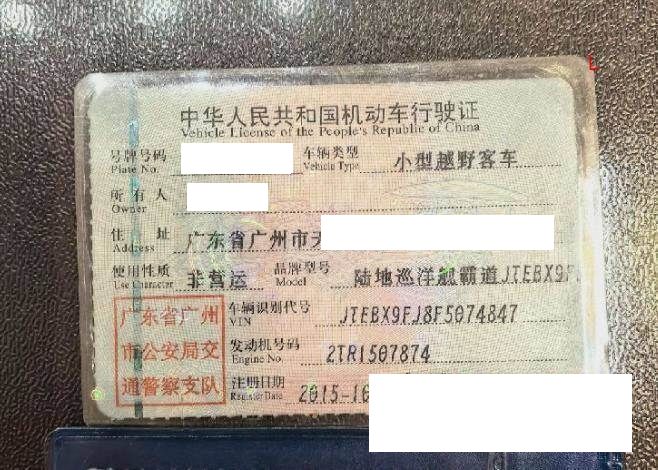 中华人民共和国机动车行驶证
Vehicle License of the People's Republic of China
号牌号码 车辆类型 小型越野客车
Plate No. Vehicle Type
所有人
Owner
住址 广东省广州市天
Address
使用性质 非营运 品牌型号 陆地巡洋舰霸道JTEBX9F
Use Character Model
广东省广州
市公安局交
通警察支队
车辆识别代号 JTEBX9FJ8F5074847
VIN
发动机号码 2TR1507874
Engine No.
注册日期 2015-10
Register Date